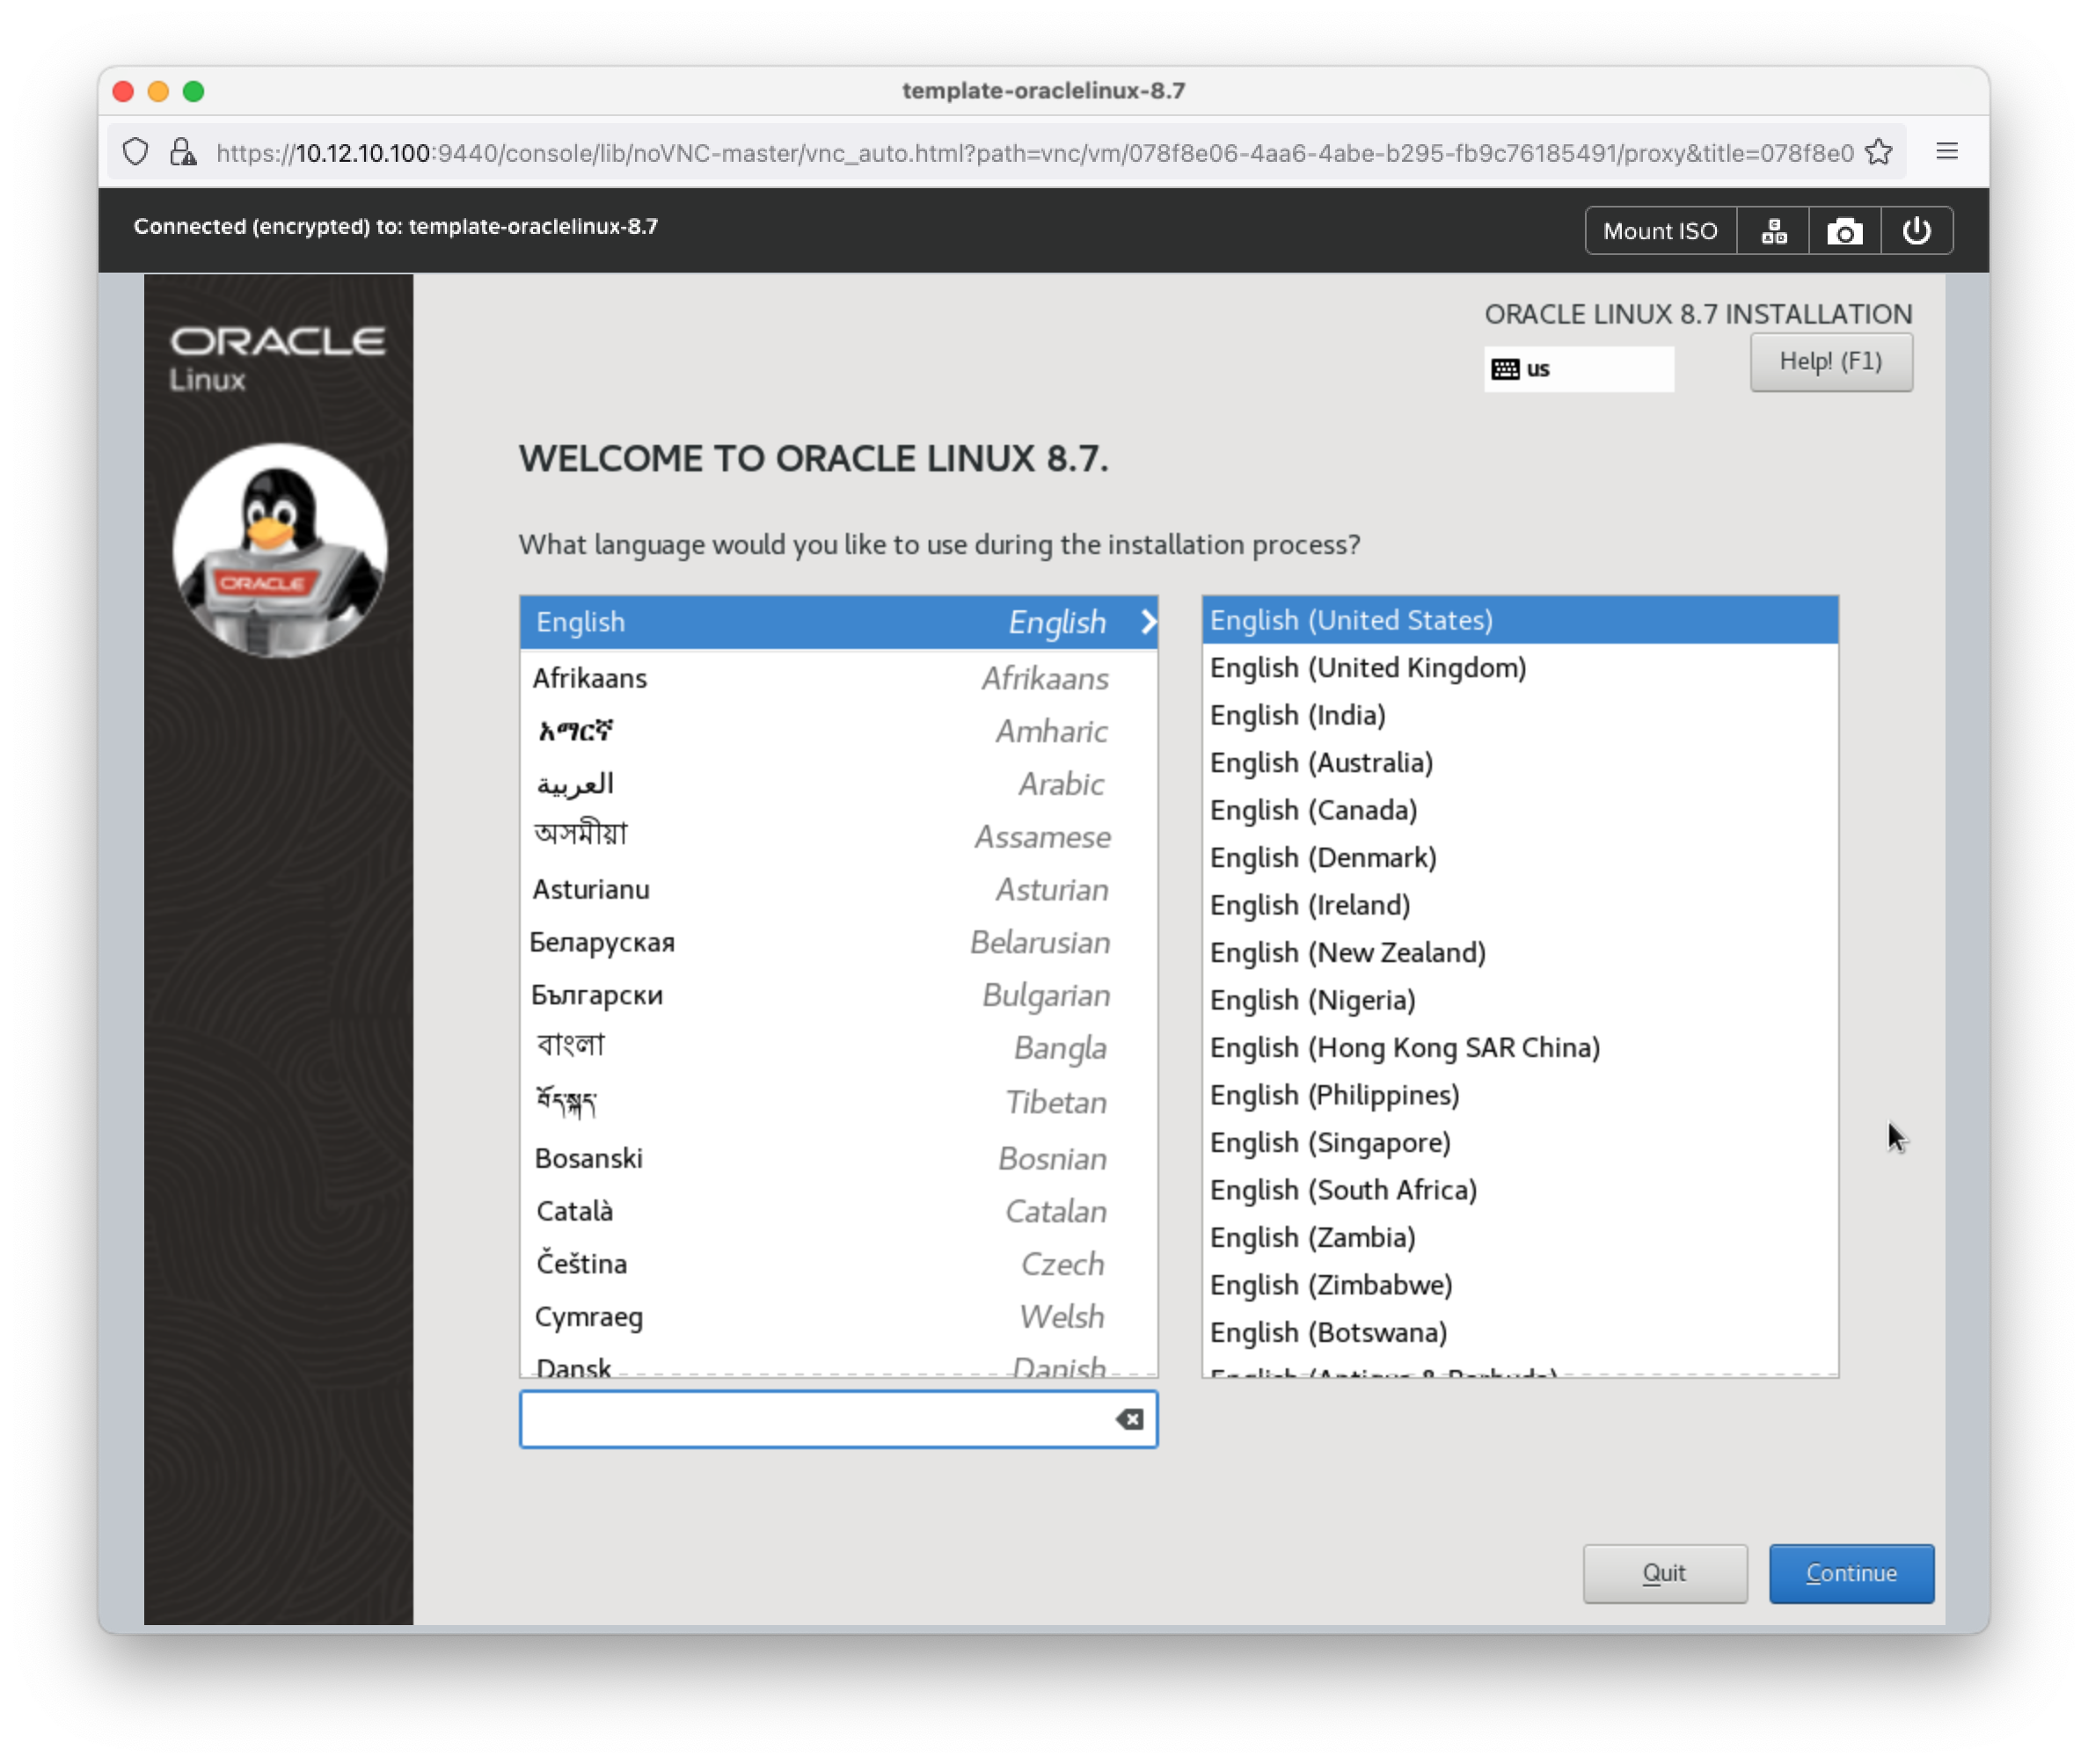 template-oraclelinux-8.7
https://10.12.10.100:9440/console/lib/noVNC-master/vnc_auto.html?path=vnc/vm/078f8e06-4aa6-4abe-b295-fb9c76185491/proxy&title=078f8e0
Connected (encrypted) to: template-oraclelinux-8.7
Mount ISO
ORACLE
Linux
ORACLE
ORACLE LINUX 8.7 INSTALLATION
us
Help! (F1)
WELCOME TO ORACLE LINUX 8.7.
What language would you like to use during the installation process?
English English
Afrikaans Afrikaans
አማርኛ Amharic
العربية Arabic
অসমীয়া Assamese
Asturianu Asturian
Беларуская Belarusian
Български Bulgarian
বাংলা Bangla
བོད་སྐད་ Tibetan
Bosanski Bosnian
Català Catalan
Čeština Czech
Cymraeg Welsh
Dansk Danish
English (United States)
English (United Kingdom)
English (India)
English (Australia)
English (Canada)
English (Denmark)
English (Ireland)
English (New Zealand)
English (Nigeria)
English (Hong Kong SAR China)
English (Philippines)
English (Singapore)
English (South Africa)
English (Zambia)
English (Zimbabwe)
English (Botswana)
English (Antigua & Barbuda)
Quit
Continue